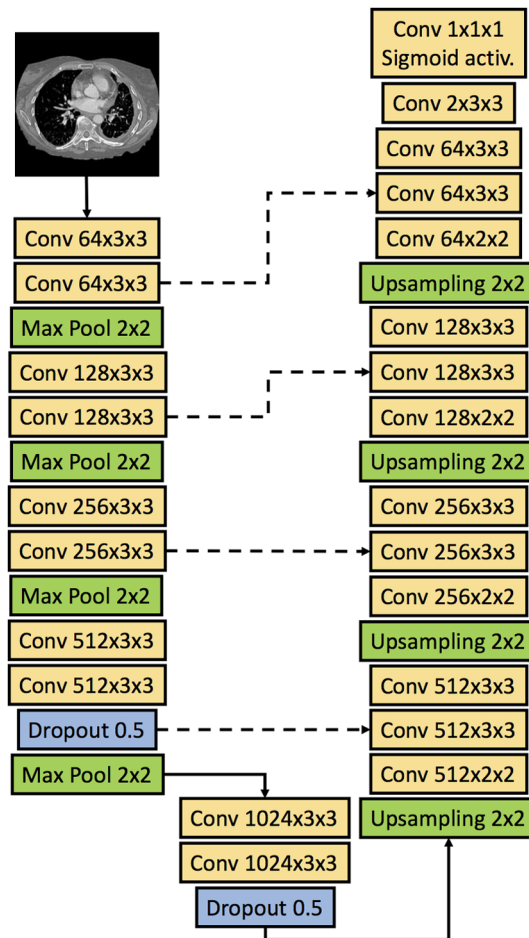 Conv 64x3x3
Conv 64x3x3
Max Pool 2x2
Conv 128x3x3
Conv 128x3x3
Max Pool 2x2
Conv 256x3x3
Conv 256x3x3
Max Pool 2x2
Conv 512x3x3
Conv 512x3x3
Dropout 0.5
Max Pool 2x2
Conv 1024x3x3
Conv 1024x3x3
Dropout 0.5
Conv 1x1x1
Sigmoid activ.
Conv 2x3x3
Conv 64x3x3
Conv 64x3x3
Conv 64x2x2
Upsampling 2x2
Conv 128x3x3
Conv 128x3x3
Conv 128x2x2
Upsampling 2x2
Conv 256x3x3
Conv 256x3x3
Conv 256x2x2
Upsampling 2x2
Conv 512x3x3
Conv 512x3x3
Conv 512x2x2
Upsampling 2x2